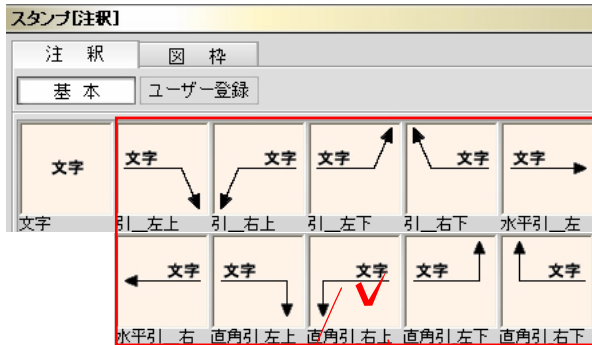 スタンプ[注釈]
注 釈 図 枠
基 本 ユーザー登録
文字 文字 文字 文字 文字 文字
文字 引__左上 引__右上 引__左下 引__右下 水平引__左
文字 文字 文字 文字 文字
水平引__右 直角引_左上 直角引_右上 直角引_左下 直角引_右下